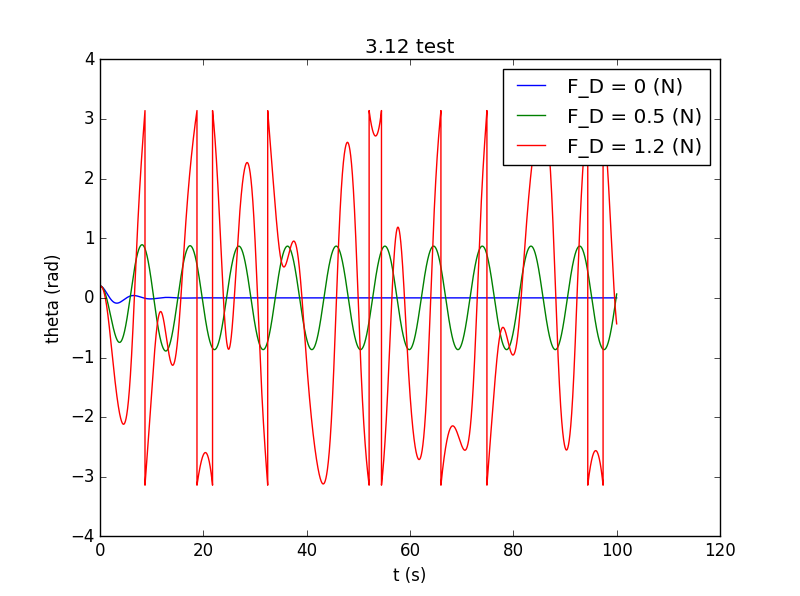 3.12 test
F_D = 0 (N)
F_D = 0.5 (N)
F_D = 1.2 (N)
4
3
2
1
0
−1
−2
−3
−4
theta (rad)
0 20 40 60 80 100 120
t (s)